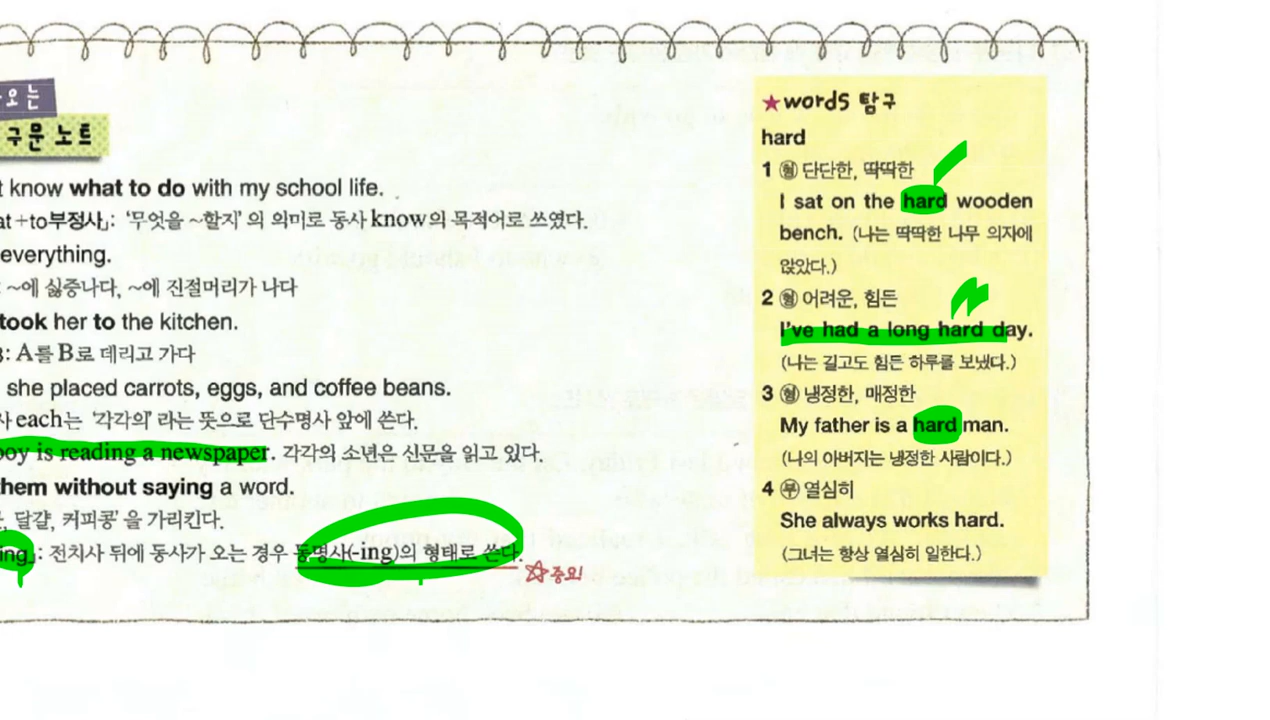 오는
구문 노트
know what to do with my school life.
+to부정사」: '무엇을 ~할지' 의 의미로 동사 know의 목적어로 쓰였다.
everything.
: ~에 싫증나다, ~에 진절머리가 나다
took her to the kitchen.
: A를 B로 데리고 가다
she placed carrots, eggs, and coffee beans.
each는 '각각의' 라는 뜻으로 단수명사 앞에 쓴다.
boy is reading a newspaper. 각각의 소년은 신문을 읽고 있다.
them without saying a word.
달걀, 커피콩' 을 가리킨다.
ing」: 전치사 뒤에 동사가 오는 경우 동명사(-ing)의 형태로 쓴다.
☆중요!
★words 탐구
hard
1 ㉻ 단단한, 딱딱한
I sat on the hard wooden
bench. (나는 딱딱한 나무 의자에
앉았다.)
2 ㉻ 어려운, 힘든
I've had a long hard day.
(나는 길고도 힘든 하루를 보냈다.)
3 ㉻ 냉정한, 매정한
My father is a hard man.
(나의 아버지는 냉정한 사람이다.)
4 ㉾ 열심히
She always works hard.
(그녀는 항상 열심히 일한다.)